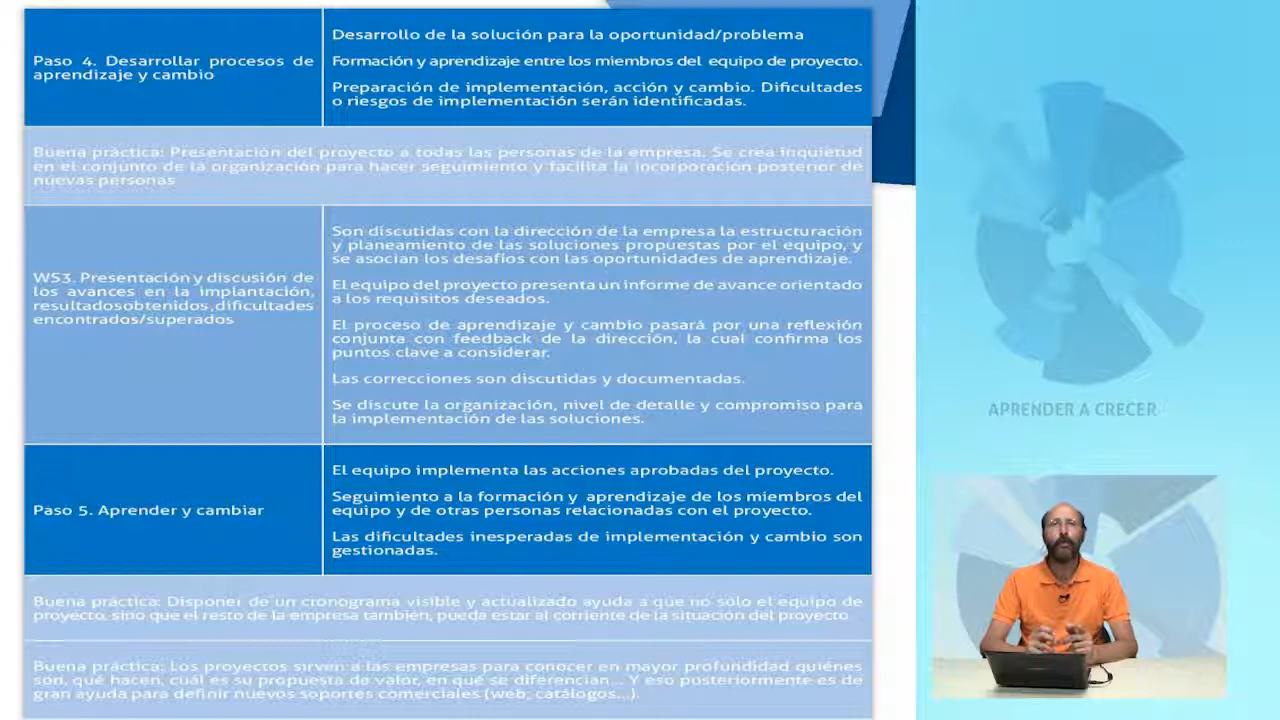 Paso 4. Desarrollar procesos de
aprendizaje y cambio
Desarrollo de la solución para la oportunidad/problema
Formación y aprendizaje entre los miembros del equipo de proyecto.
Preparación de implementación, acción y cambio. Dificultades
o riesgos de implementación serán identificadas.
Buena práctica: Presentación del proyecto a todas las personas de la empresa. Se crea inquietud
en el conjunto de la organización para hacer seguimiento y facilita la incorporación posterior de
nuevas personas
WS3. Presentación y discusión de
los avances en la implantación,
resultados obtenidos, dificultades
encontrados/superados
Son discutidas con la dirección de la empresa la estructuración
y planeamiento de las soluciones propuestas por el equipo, y
se asocian los desafíos con las oportunidades de aprendizaje.
El equipo del proyecto presenta un informe de avance orientado
a los requisitos deseados.
El proceso de aprendizaje y cambio pasará por una reflexión
conjunta con feedback de la dirección, la cual confirma los
puntos clave a considerar.
Las correcciones son discutidas y documentadas.
Se discute la organización, nivel de detalle y compromiso para
la implementación de las soluciones.
Paso 5. Aprender y cambiar
El equipo implementa las acciones aprobadas del proyecto.
Seguimiento a la formación y aprendizaje de los miembros del
equipo y de otras personas relacionadas con el proyecto.
Las dificultades inesperadas de implementación y cambio son
gestionadas.
Buena práctica: Disponer de un cronograma visible y actualizado ayuda a que no sólo el equipo de
proyecto, sino que el resto de la empresa también, pueda estar al corriente de la situación del proyecto
Buena práctica: Los proyectos sirven a las empresas para conocer en mayor profundidad quiénes
son, qué hacen, cuál es su propuesta de valor, en qué se diferencian... Y eso posteriormente es de
gran ayuda para definir nuevos soportes comerciales (web, catálogos...).
APRENDER A CRECER